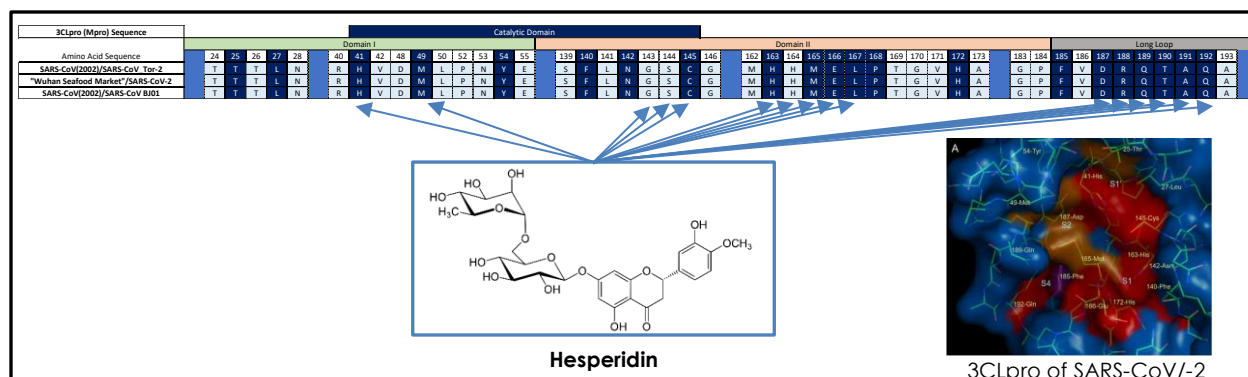 3CLpro (Mpro) Sequence Catalytic Domain
Domain I Domain II Long Loop
Amino Acid Sequence 24 25 26 27 28 40 41 42 48 49 50 52 53 54 55 139 140 141 142 143 144 145 146 162 163 164 165 166 167 168 169 170 171 172 173 183 184 185 186 187 188 189 190 191 192 193
SARS-CoV(2002)/SARS-CoV_Tor-2 T T T L N R H V D M L P N Y E S F L N G S C G M H H M E L P T G V H A G P F V D R Q T A Q A
"Wuhan Seafood Market"/SARS-CoV-2 T T T L N R H V D M L P N Y E S F L N G S C G M H H M E L P T G V H A G P F V D R Q T A Q A
SARS-CoV(2002)/SARS CoV BJ01 T T T L N R H V D M L P N Y E S F L N G S C G M H H M E L P T G V H A G P F V D R Q T A Q A
OH
HO OH
HO
H₃C O
O
O
HO O
HO O
OH
O
OH
OCH₃
OH O
Hesperidin
A
54-Tyr 25-Thr
41-His S1'
27-Leu
49-Met
187-Asp 145-Cys
S2
189-Gln
165-Met 163-His
142-Asn
185-Phe
S4 S1
140-Phe
192-Gln 166-Glu 172-His
3CLpro of SARS-CoV/-2